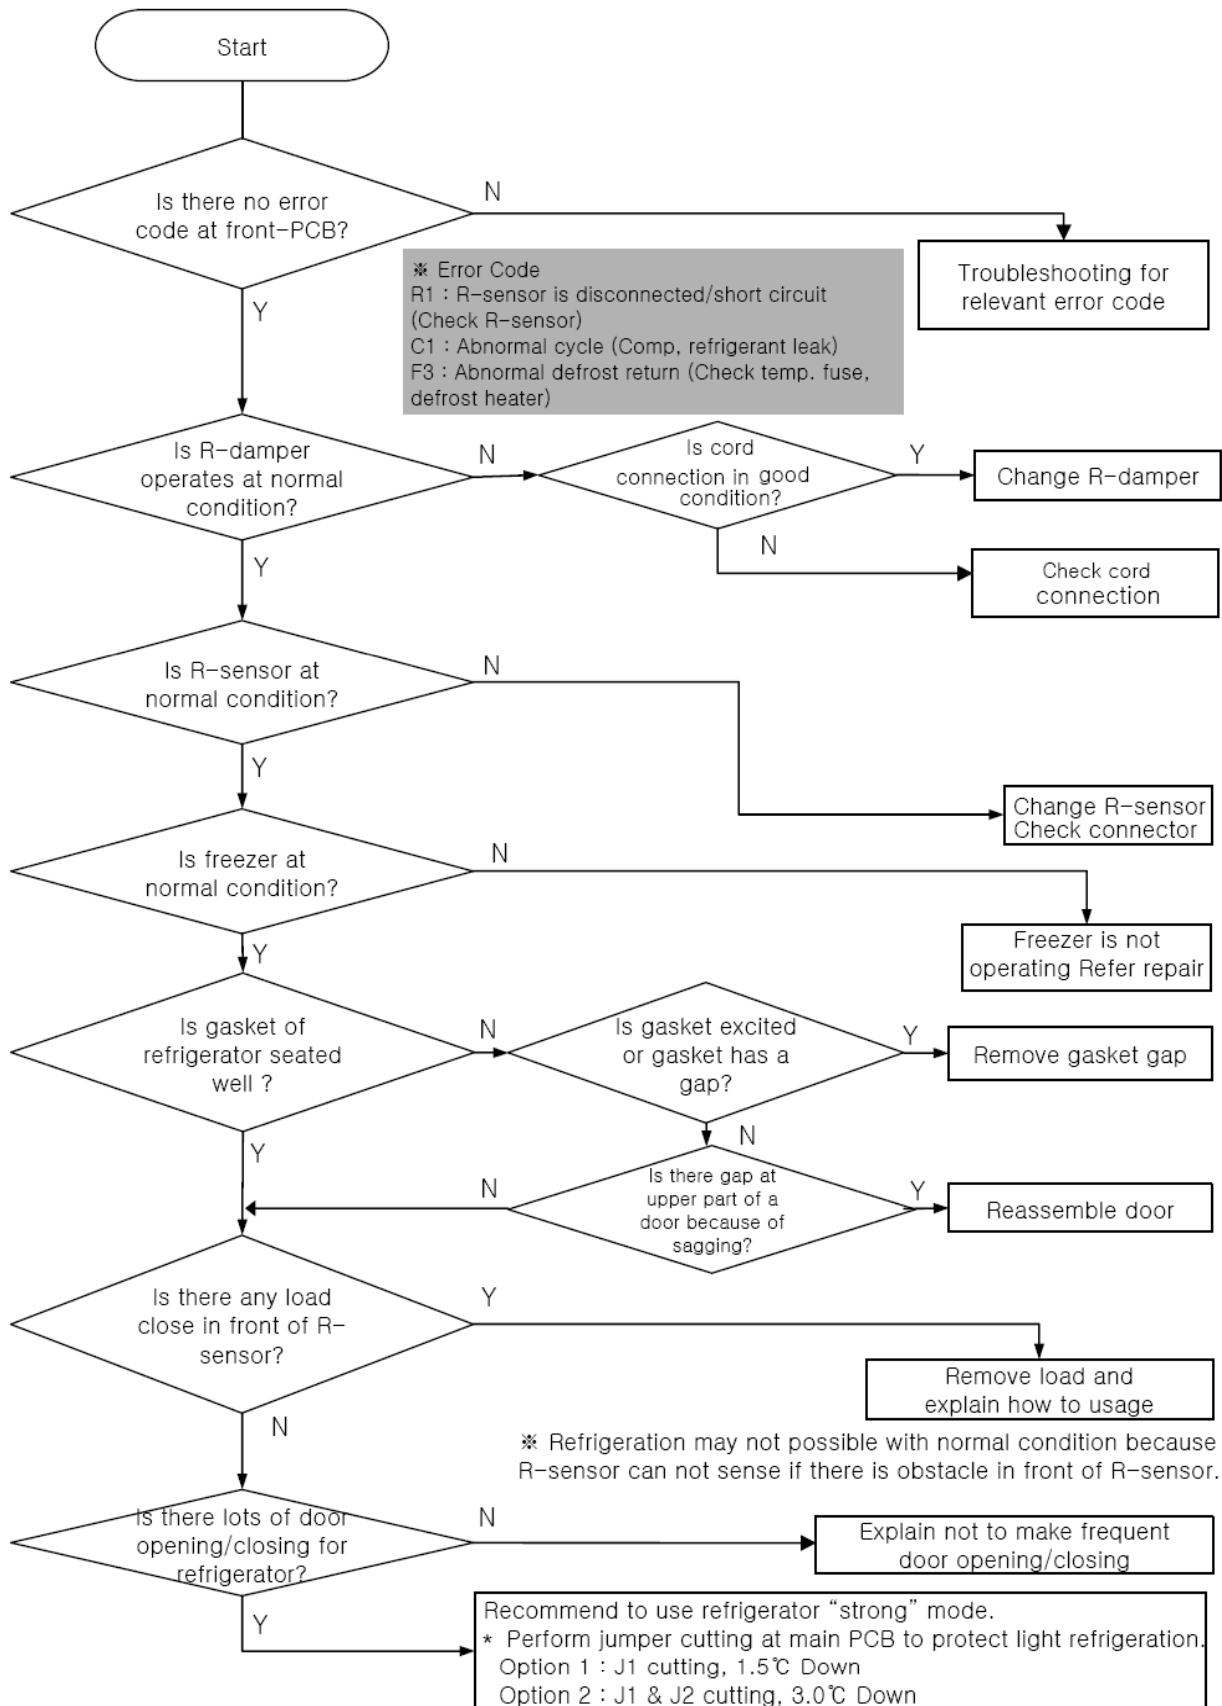 Start
Is there no error
code at front-PCB?
N
Y
Troubleshooting for
relevant error code
※ Error Code
R1 : R-sensor is disconnected/short circuit
(Check R-sensor)
C1 : Abnormal cycle (Comp, refrigerant leak)
F3 : Abnormal defrost return (Check temp. fuse,
defrost heater)
Is R-damper
operates at normal
condition?
N
Y
Is cord
connection in good
condition?
Y
N
Change R-damper
Check cord
connection
Is R-sensor at
normal condition?
N
Y
Change R-sensor
Check connector
Is freezer at
normal condition?
N
Y
Freezer is not
operating Refer repair
Is gasket of
refrigerator seated
well ?
N
Y
Is gasket excited
or gasket has a
gap?
Y
N
Remove gasket gap
Is there gap at
upper part of a
door because of
sagging?
N
Y
Reassemble door
Is there any load
close in front of R-
sensor?
Y
N
Remove load and
explain how to usage
※ Refrigeration may not possible with normal condition because
R-sensor can not sense if there is obstacle in front of R-sensor.
Is there lots of door
opening/closing for
refrigerator?
N
Y
Explain not to make frequent
door opening/closing
Recommend to use refrigerator “strong” mode.
* Perform jumper cutting at main PCB to protect light refrigeration.
Option 1 : J1 cutting, 1.5℃ Down
Option 2 : J1 & J2 cutting, 3.0℃ Down